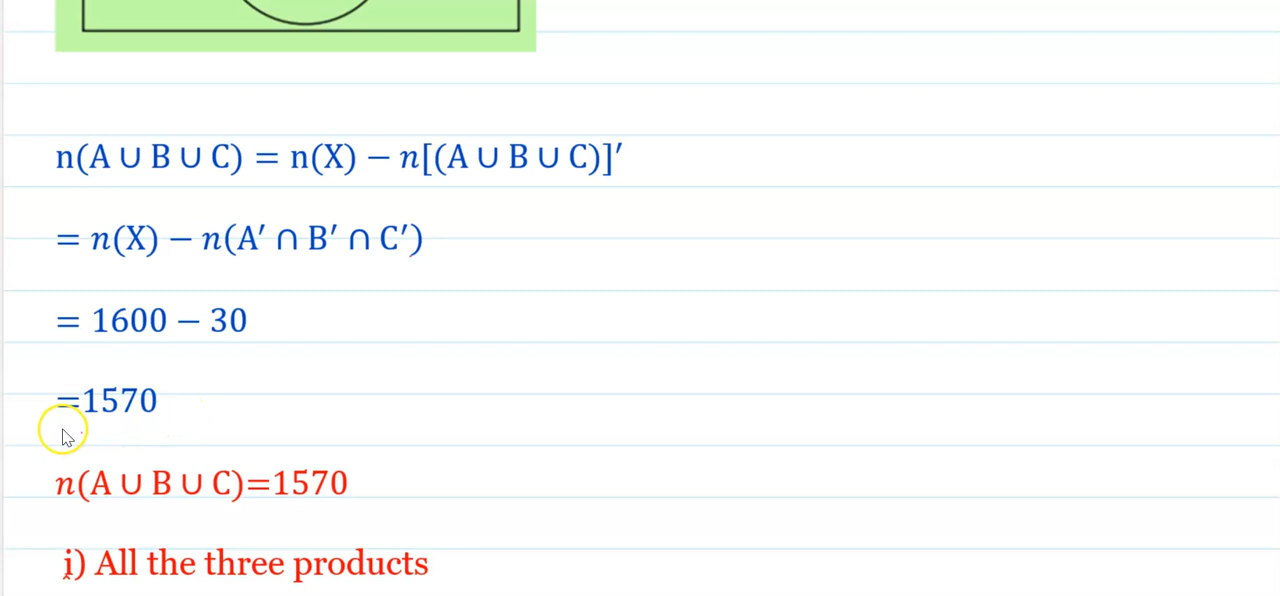 n(A ∪ B ∪ C) = n(X) − n[(A ∪ B ∪ C)]′
= n(X) − n(A′ ∩ B′ ∩ C′)
= 1600 − 30
=1570
n(A ∪ B ∪ C)=1570
i) All the three products